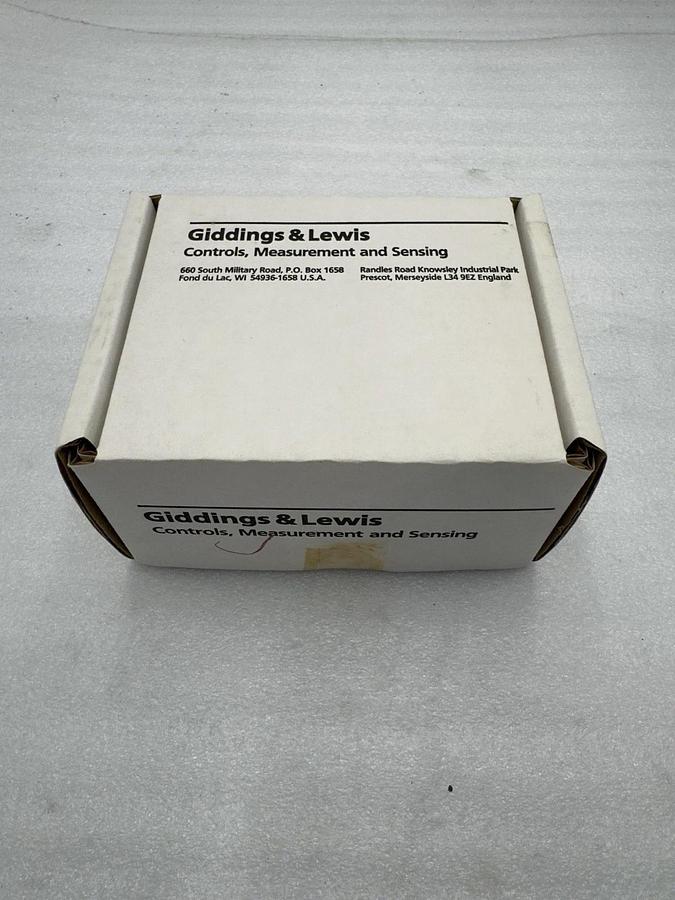 Giddings & Lewis
Controls, Measurement and Sensing
660 South Military Road, P.O. Box 1658
Fond du Lac, WI 54936-1658 U.S.A.
Randles Road Knowsley Industrial Park
Prescot, Merseyside L34 9EZ England
Giddings & Lewis
Controls, Measurement and Sensing